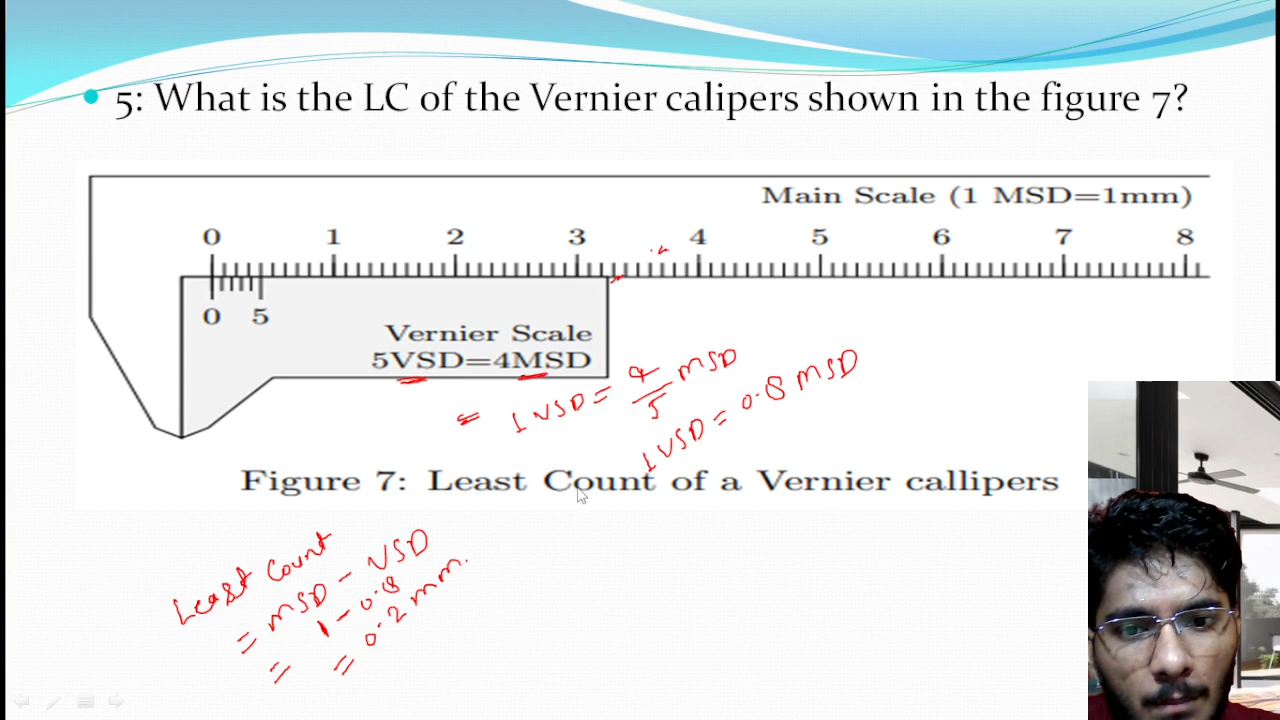 5: What is the LC of the Vernier calipers shown in the figure 7?
Main Scale (1 MSD=1mm)
0 1 2 3 4 5 6 7 8
0 5
Vernier Scale
5VSD=4MSD
= 1 VSD = 4/5 MSD
1 VSD = 0.8 MSD
Figure 7: Least Count of a Vernier callipers
Least Count
= MSD - VSD
= 1 - 0.8
= 0.2 mm.